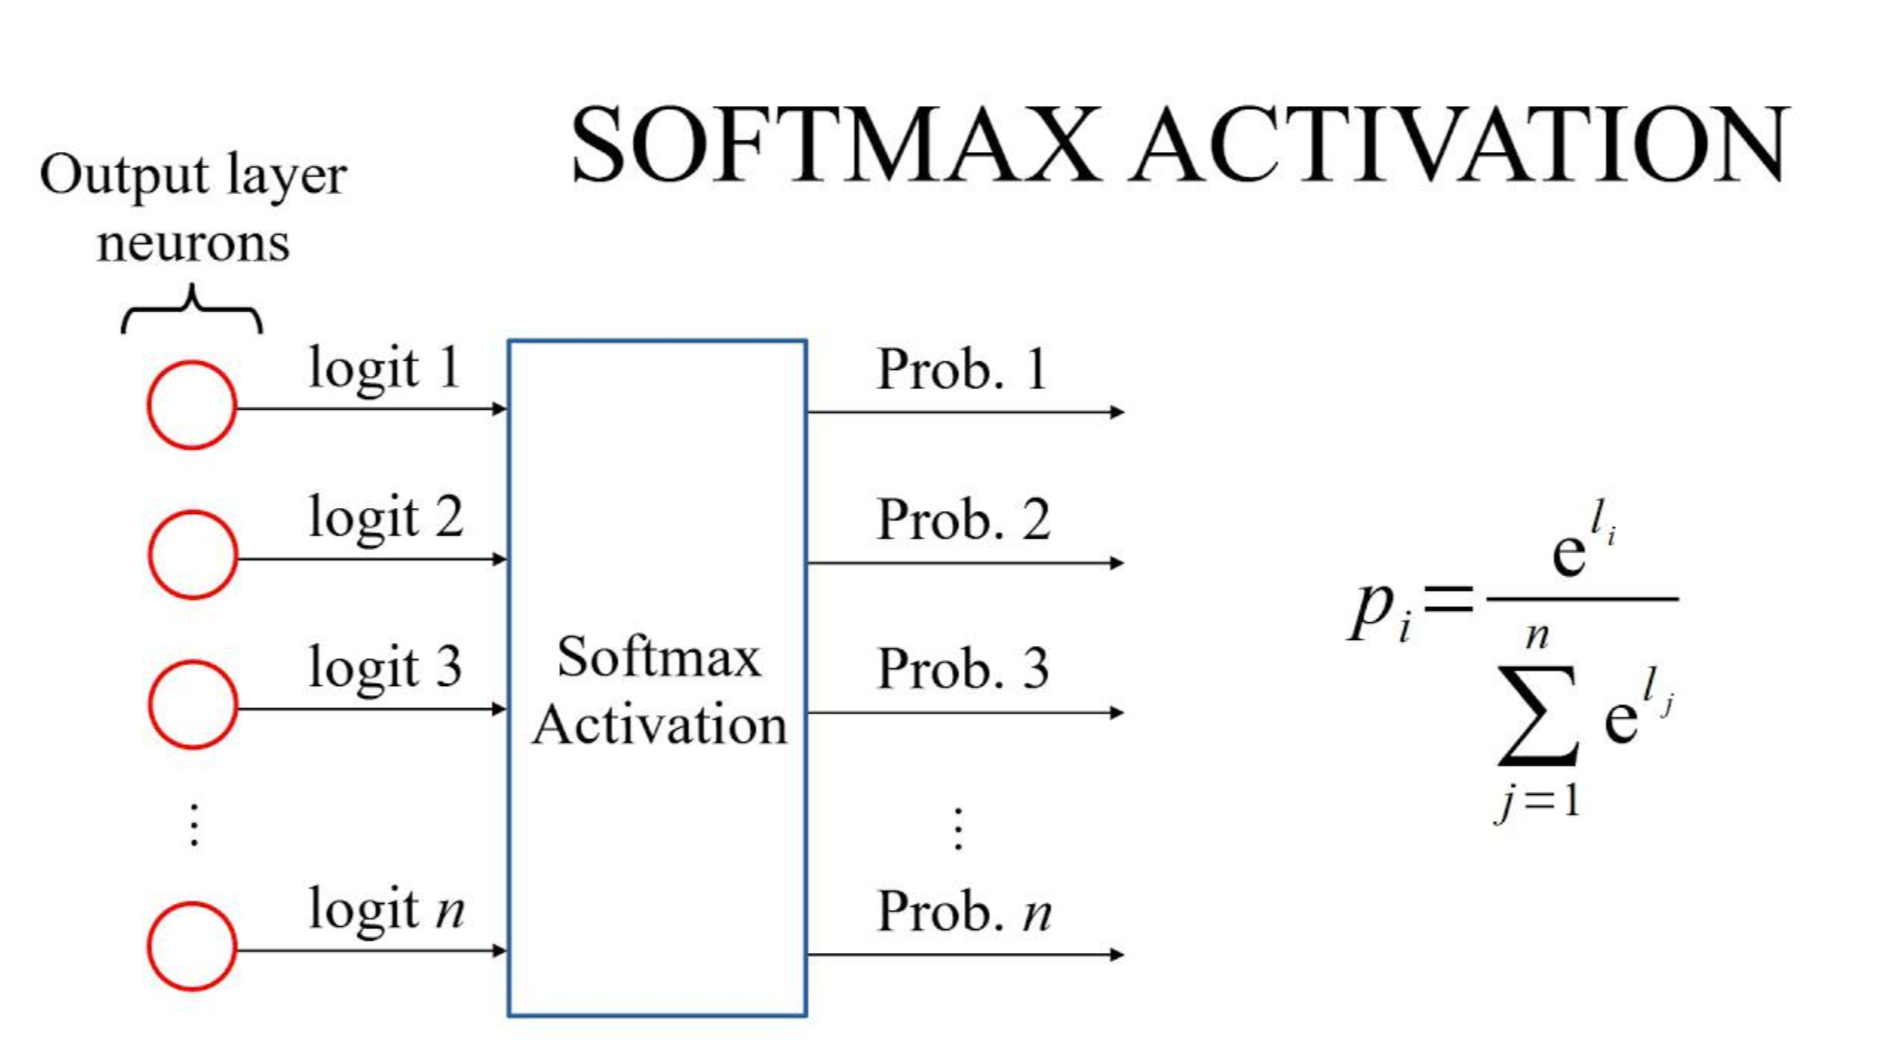 SOFTMAX ACTIVATION
Output layer
neurons
logit 1
logit 2
logit 3
⋮
logit n
Softmax
Activation
Prob. 1
Prob. 2
Prob. 3
⋮
Prob. n
p_i = e^{l_i} / \sum_{j=1}^{n} e^{l_j}